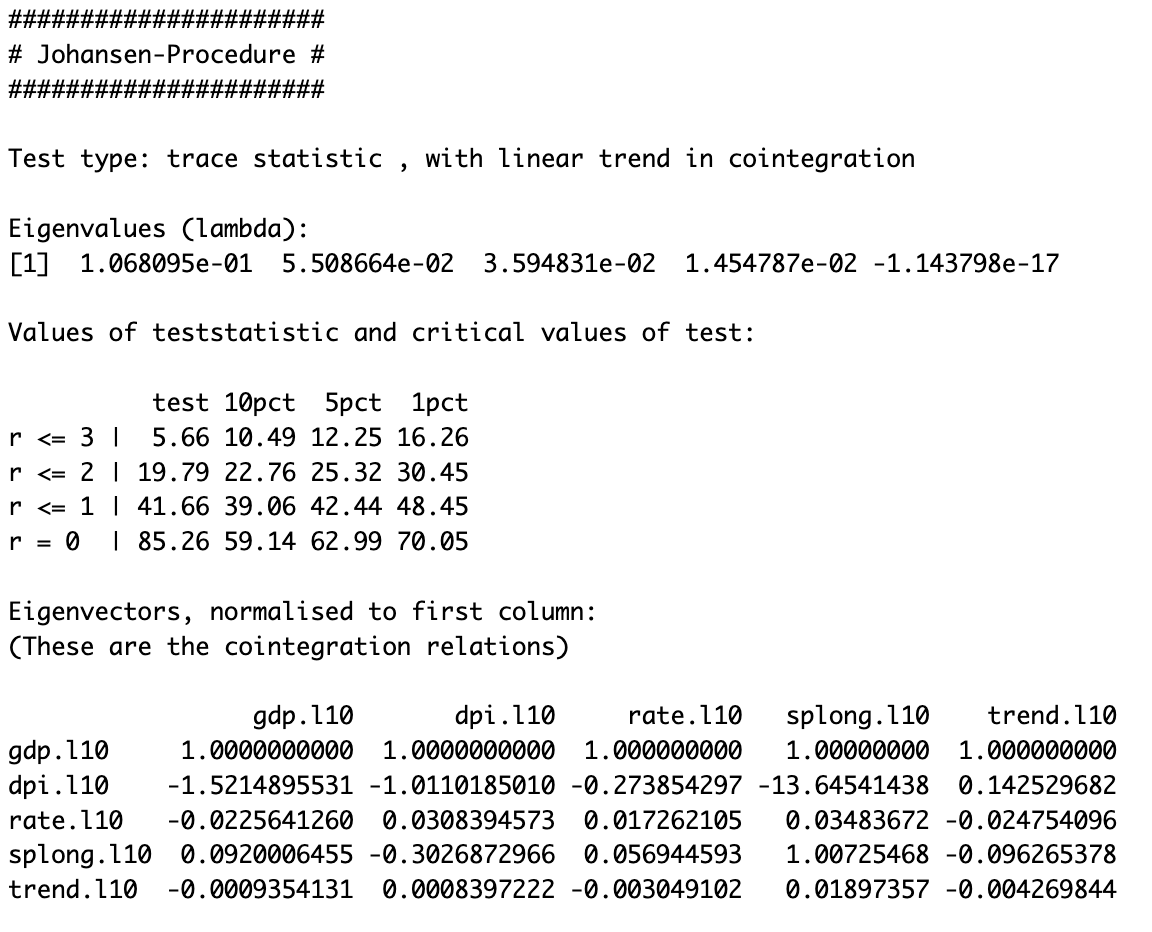 ######################
# Johansen-Procedure #
######################
Test type: trace statistic , with linear trend in cointegration
Eigenvalues (lambda):
[1]  1.068095e-01  5.508664e-02  3.594831e-02  1.454787e-02 -1.143798e-17
Values of teststatistic and critical values of test:
          test 10pct  5pct  1pct
r <= 3 |  5.66 10.49 12.25 16.26
r <= 2 | 19.79 22.76 25.32 30.45
r <= 1 | 41.66 39.06 42.44 48.45
r = 0  | 85.26 59.14 62.99 70.05
Eigenvectors, normalised to first column:
(These are the cointegration relations)
                 gdp.l10       dpi.l10     rate.l10   splong.l10    trend.l10
gdp.l10     1.0000000000  1.0000000000  1.000000000   1.00000000  1.000000000
dpi.l10    -1.5214895531 -1.0110185010 -0.273854297 -13.64541438  0.142529682
rate.l10   -0.0225641260  0.0308394573  0.017262105   0.03483672 -0.024754096
splong.l10  0.0920006455 -0.3026872966  0.056944593   1.00725468 -0.096265378
trend.l10  -0.0009354131  0.0008397222 -0.003049102   0.01897357 -0.004269844